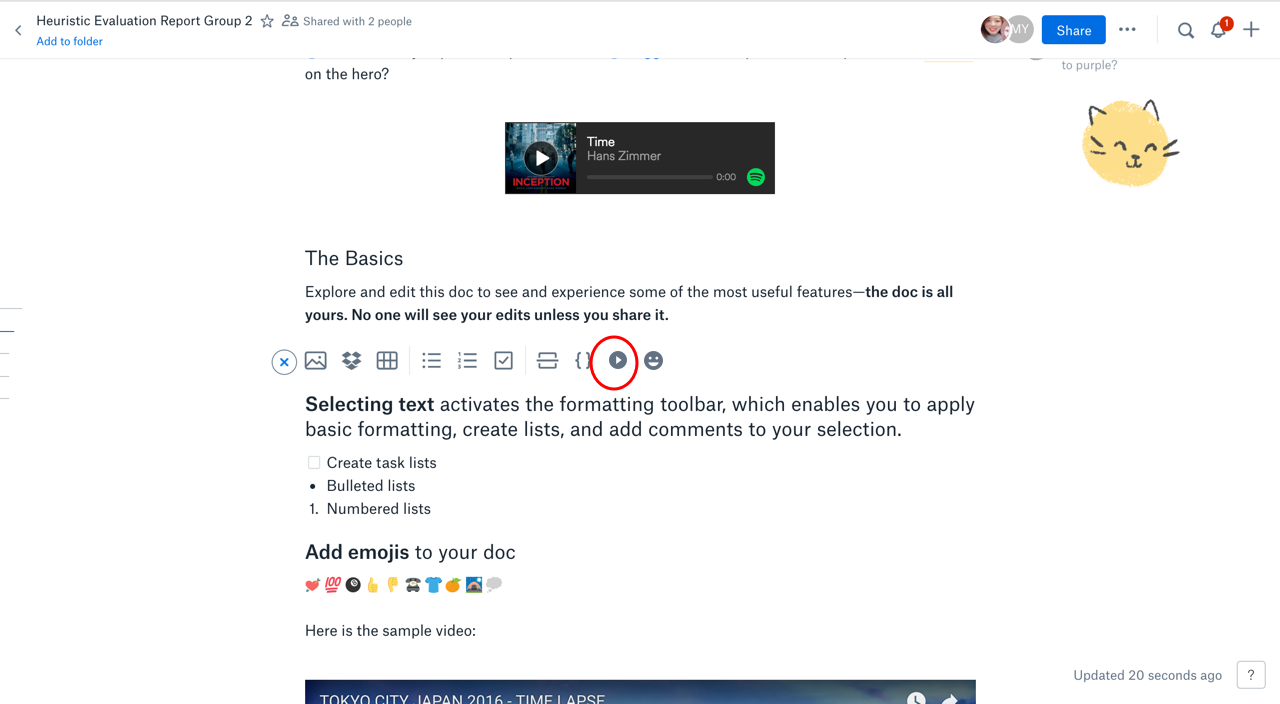 Heuristic Evaluation Report Group 2
Shared with 2 people
Add to folder
MY
Share
1
on the hero?
to purple?
Time
Hans Zimmer
0:00
INCEPTION
The Basics
Explore and edit this doc to see and experience some of the most useful features—the doc is all
yours. No one will see your edits unless you share it.
Selecting text activates the formatting toolbar, which enables you to apply
basic formatting, create lists, and add comments to your selection.
Create task lists
• Bulleted lists
1. Numbered lists
Add emojis to your doc
Here is the sample video:
Updated 20 seconds ago
?
TOKYO CITY, JAPAN 2016 - TIME LAPSE